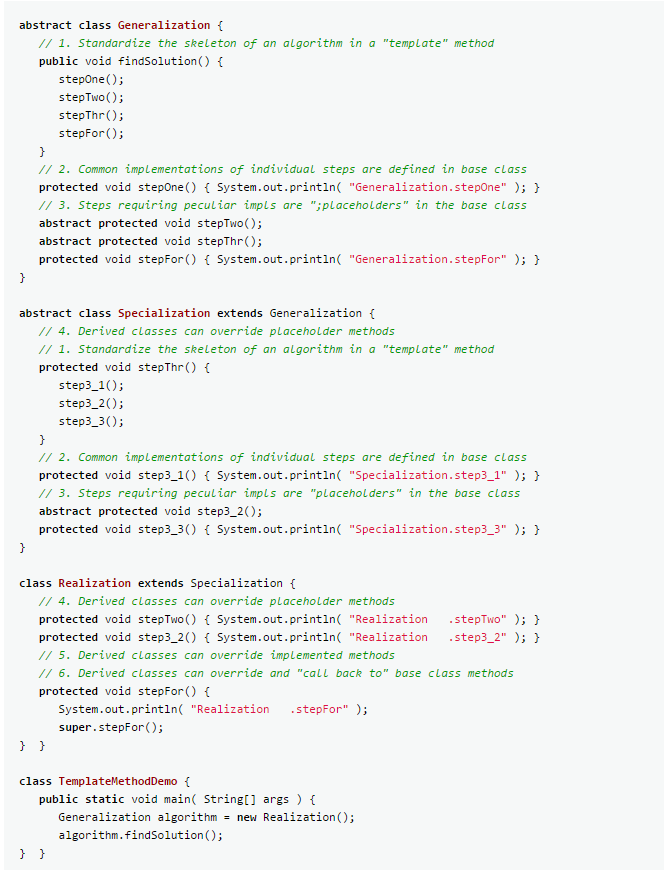 abstract class Generalization {
   // 1. Standardize the skeleton of an algorithm in a "template" method
   public void findSolution() {
      stepOne();
      stepTwo();
      stepThr();
      stepFor();
   }
   // 2. Common implementations of individual steps are defined in base class
   protected void stepOne() { System.out.println( "Generalization.stepOne" ); }
   // 3. Steps requiring peculiar impls are ";placeholders" in the base class
   abstract protected void stepTwo();
   abstract protected void stepThr();
   protected void stepFor() { System.out.println( "Generalization.stepFor" ); }
}

abstract class Specialization extends Generalization {
   // 4. Derived classes can override placeholder methods
   // 1. Standardize the skeleton of an algorithm in a "template" method
   protected void stepThr() {
      step3_1();
      step3_2();
      step3_3();
   }
   // 2. Common implementations of individual steps are defined in base class
   protected void step3_1() { System.out.println( "Specialization.step3_1" ); }
   // 3. Steps requiring peculiar impls are "placeholders" in the base class
   abstract protected void step3_2();
   protected void step3_3() { System.out.println( "Specialization.step3_3" ); }
}

class Realization extends Specialization {
   // 4. Derived classes can override placeholder methods
   protected void stepTwo() { System.out.println( "Realization   .stepTwo" ); }
   protected void step3_2() { System.out.println( "Realization   .step3_2" ); }
   // 5. Derived classes can override implemented methods
   // 6. Derived classes can override and "call back to" base class methods
   protected void stepFor() {
      System.out.println( "Realization   .stepFor" );
      super.stepFor();
}  }

class TemplateMethodDemo {
   public static void main( String[] args ) {
      Generalization algorithm = new Realization();
      algorithm.findSolution();
}  }